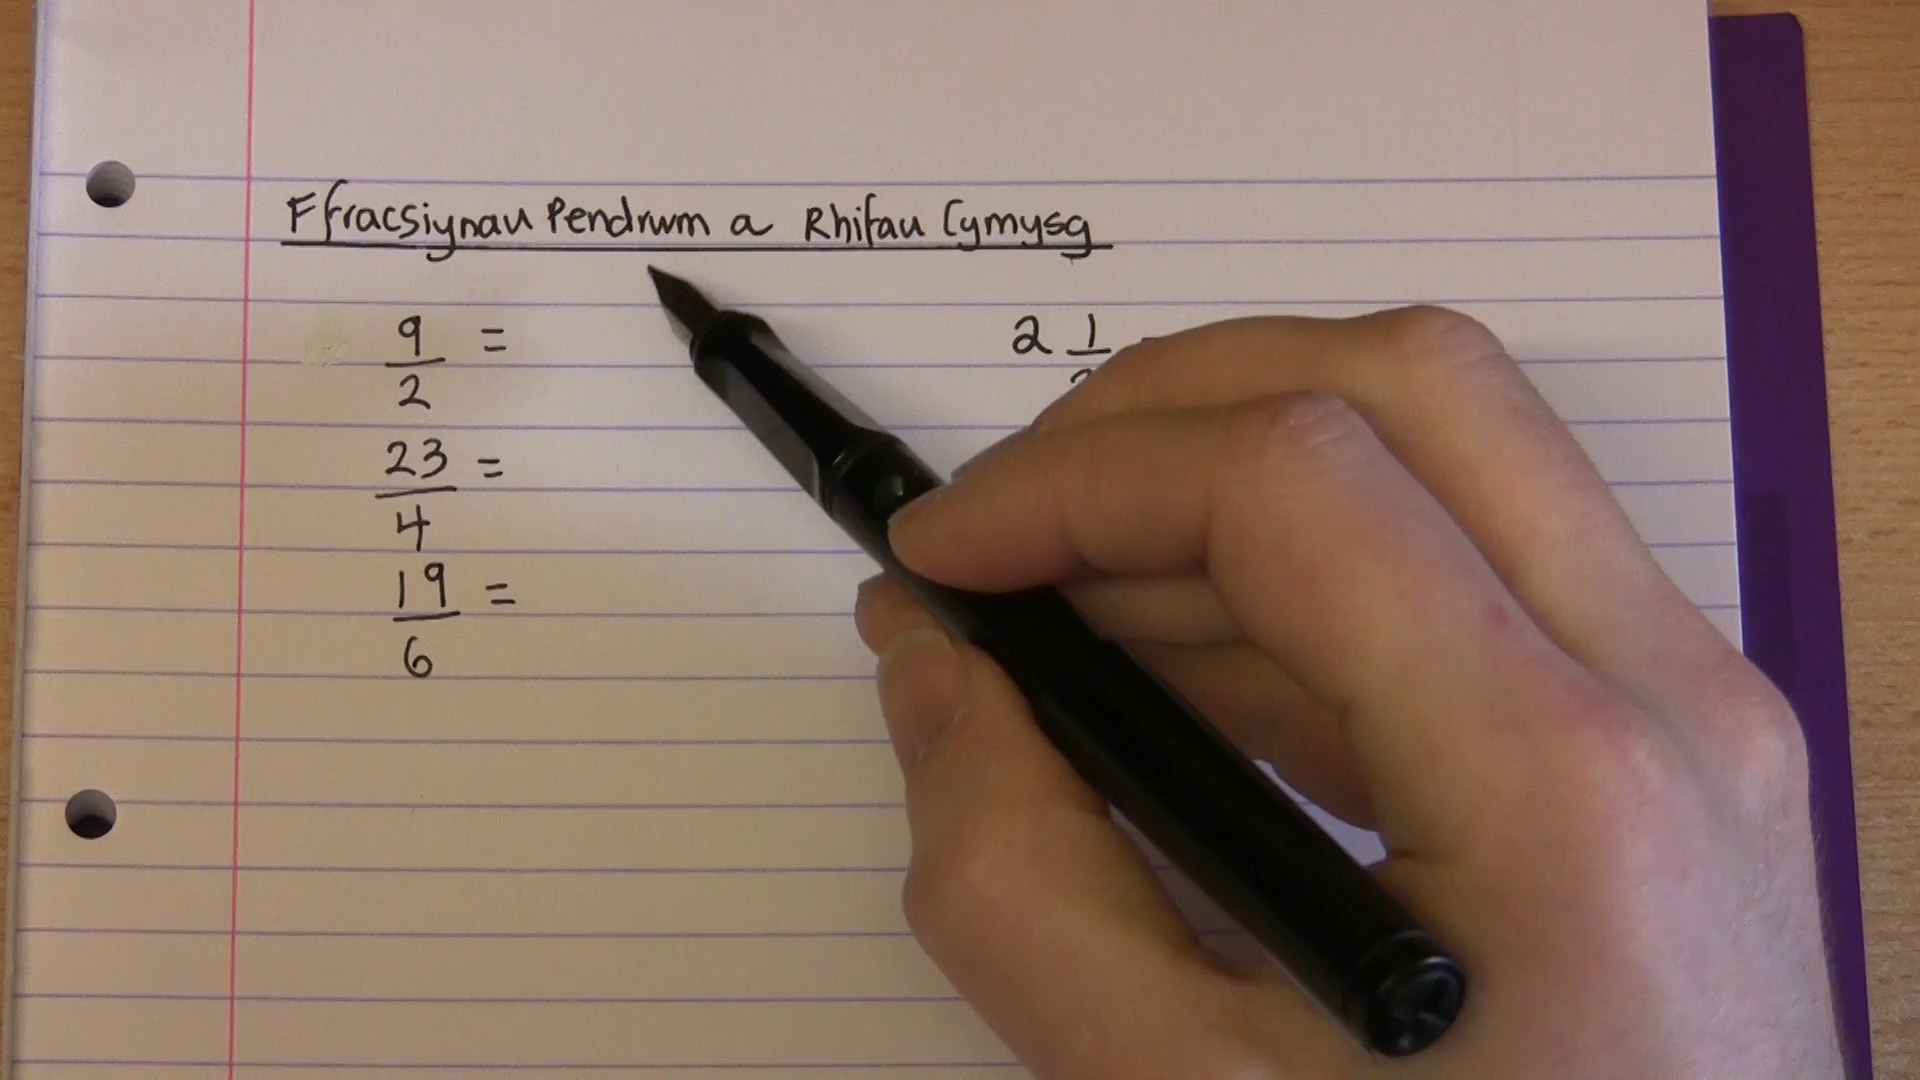 Ffracsiynau Pendrwm a Rhifau Cymysg
9/2 =
2 1
23/4 =
19/6 =